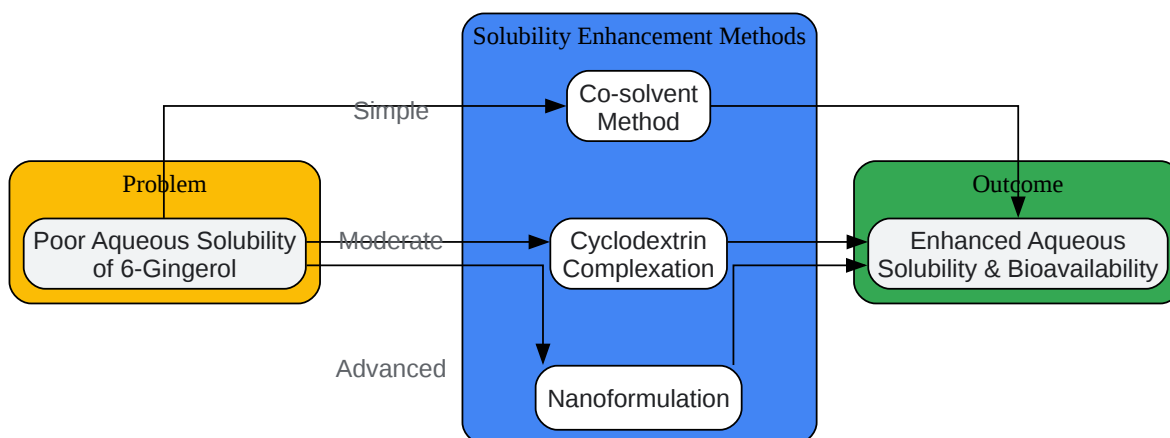 Solubility Enhancement Methods
Simple
Co-solvent
Method
Problem
Outcome
Poor Aqueous Solubility
of 6-Gingerol
Moderate
Cyclodextrin
Complexation
Enhanced Aqueous
Solubility & Bioavailability
Advanced
Nanoformulation